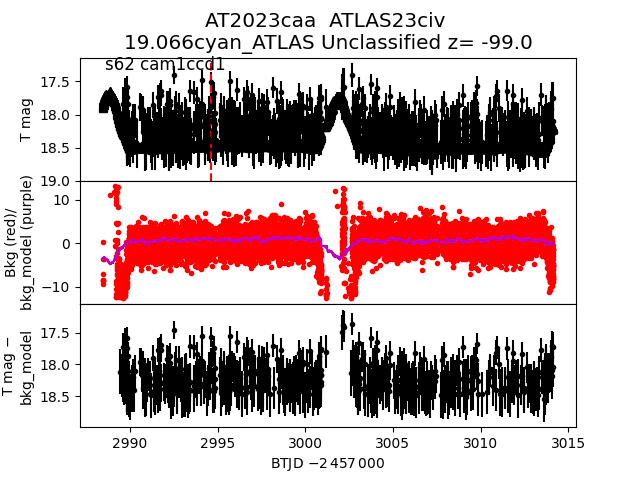 AT2023caa  ATLAS23civ
19.066cyan_ATLAS Unclassified z= -99.0
s62 cam1ccd1
17.5
18.0
18.5
19.0
T mag
10
0
−10
Bkg (red)/
bkg_model (purple)
17.5
18.0
18.5
T mag −
bkg_model
2990
2995
3000
3005
3010
3015
BTJD −2 457 000